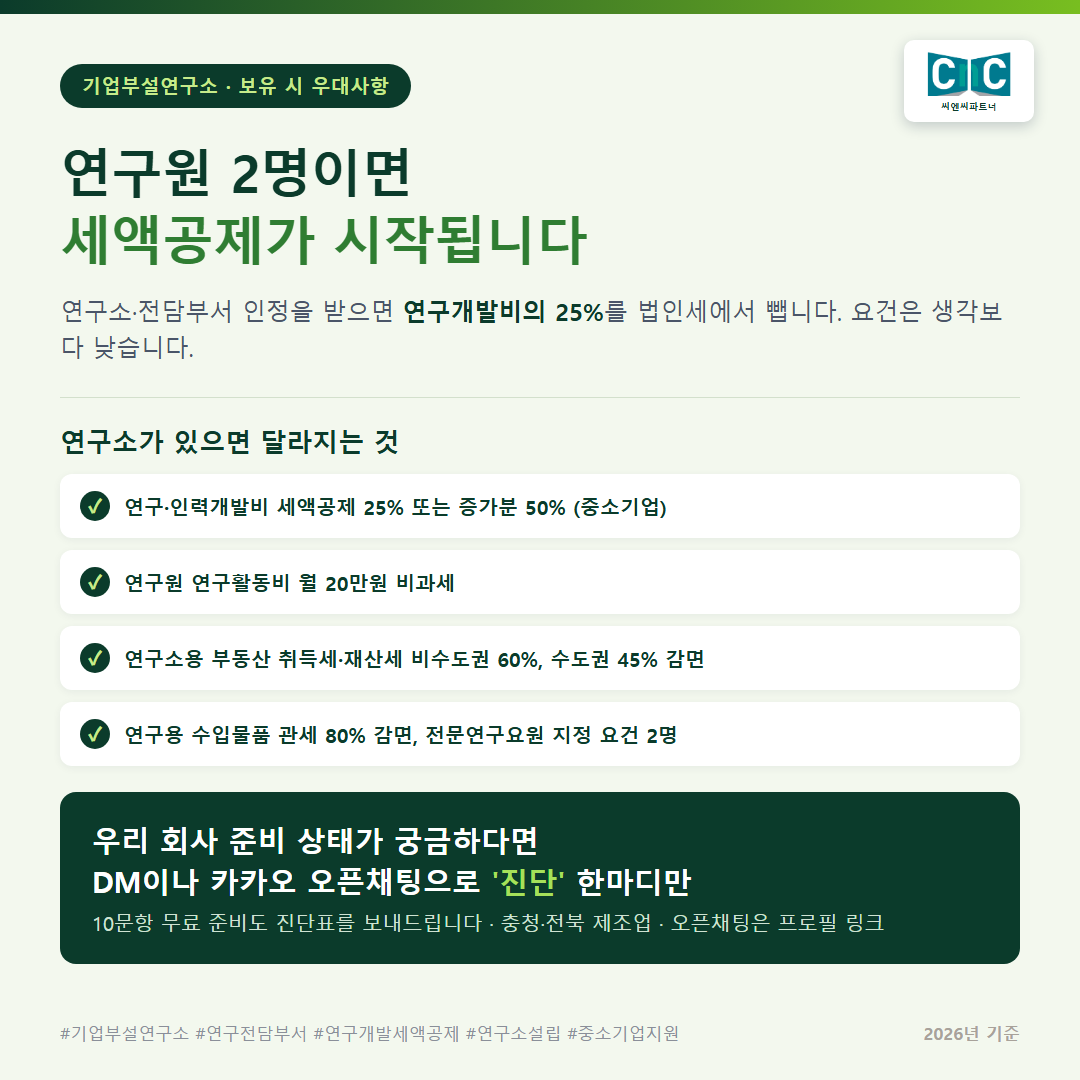 기업부설연구소 · 보유 시 우대사항
CnC
씨엔씨파트너
연구원 2명이면
세액공제가 시작됩니다
연구소·전담부서 인정을 받으면 연구개발비의 25%를 법인세에서 뺍니다. 요건은 생각보
다 낮습니다.
연구소가 있으면 달라지는 것
✓ 연구·인력개발비 세액공제 25% 또는 증가분 50% (중소기업)
✓ 연구원 연구활동비 월 20만원 비과세
✓ 연구소용 부동산 취득세·재산세 비수도권 60%, 수도권 45% 감면
✓ 연구용 수입물품 관세 80% 감면, 전문연구요원 지정 요건 2명
우리 회사 준비 상태가 궁금하다면
DM이나 카카오 오픈채팅으로 '진단' 한마디만
10문항 무료 준비도 진단표를 보내드립니다 · 충청·전북 제조업 · 오픈채팅은 프로필 링크
#기업부설연구소 #연구전담부서 #연구개발세액공제 #연구소설립 #중소기업지원
2026년 기준